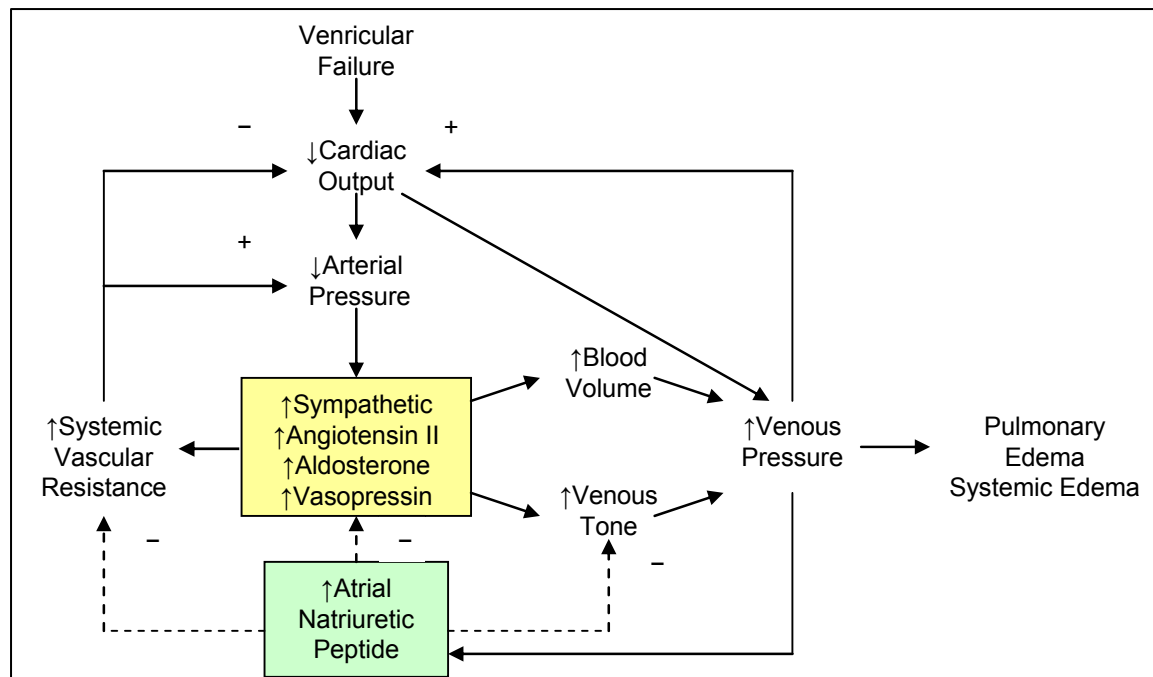 Venricular
Failure
−
+
↓Cardiac
Output
+
↓Arterial
Pressure
↑Blood
Volume
↑Sympathetic
↑Angiotensin II
↑Aldosterone
↑Vasopressin
↑Systemic
Vascular
Resistance
↑Venous
Pressure
Pulmonary
Edema
Systemic Edema
↑Venous
Tone
−
−
−
↑Atrial
Natriuretic
Peptide